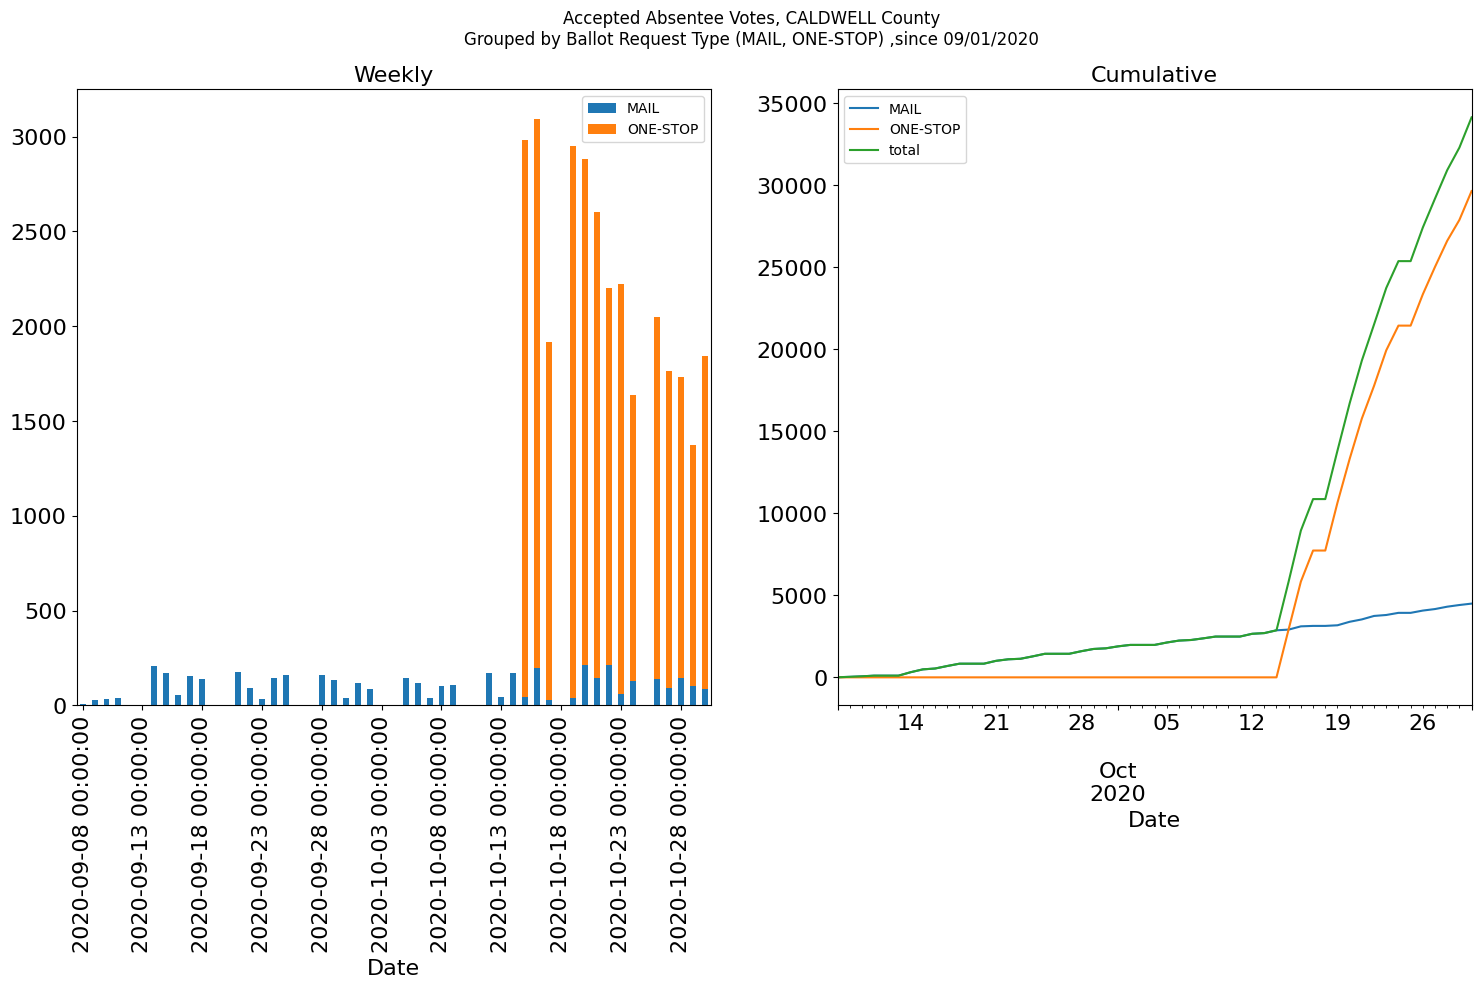 Accepted Absentee Votes, CALDWELL County
Grouped by Ballot Request Type (MAIL, ONE-STOP) ,since 09/01/2020
Weekly
MAIL
ONE-STOP
3000
2500
2000
1500
1000
500
0
2020-09-08 00:00:00
2020-09-13 00:00:00
2020-09-18 00:00:00
2020-09-23 00:00:00
2020-09-28 00:00:00
2020-10-03 00:00:00
2020-10-08 00:00:00
2020-10-13 00:00:00
2020-10-18 00:00:00
2020-10-23 00:00:00
2020-10-28 00:00:00
Date
Cumulative
MAIL
ONE-STOP
total
35000
30000
25000
20000
15000
10000
5000
0
14 21 28 05 12 19 26
Oct
2020
Date